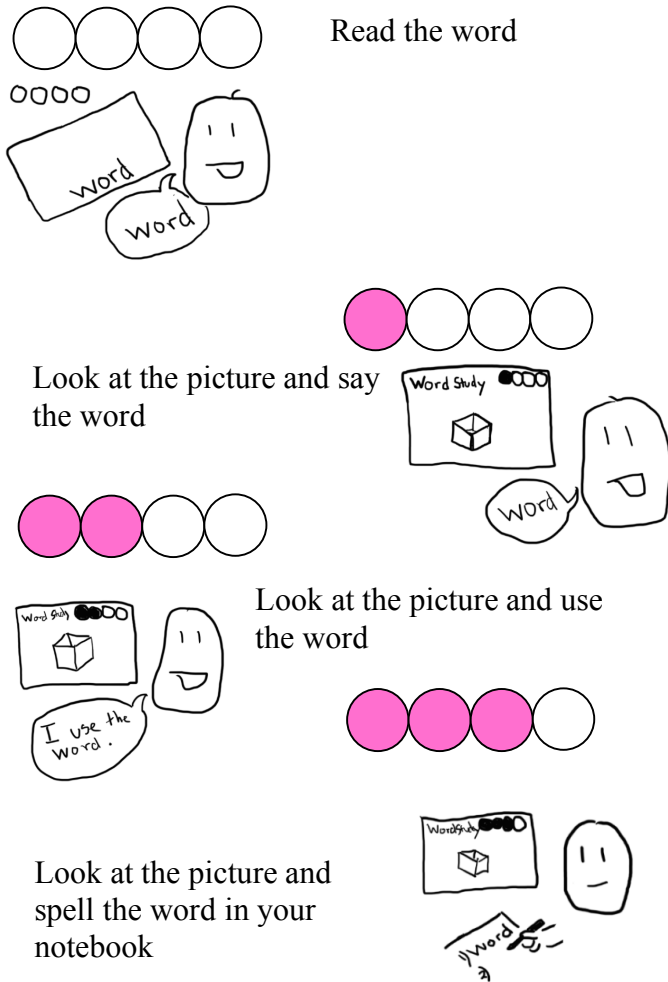 Read the word
word
word
Look at the picture and say
the word
Word Study
word
Look at the picture and use
the word
Word Study
I use the
word.
Look at the picture and
spell the word in your
notebook
Word Study
1) Word
2)